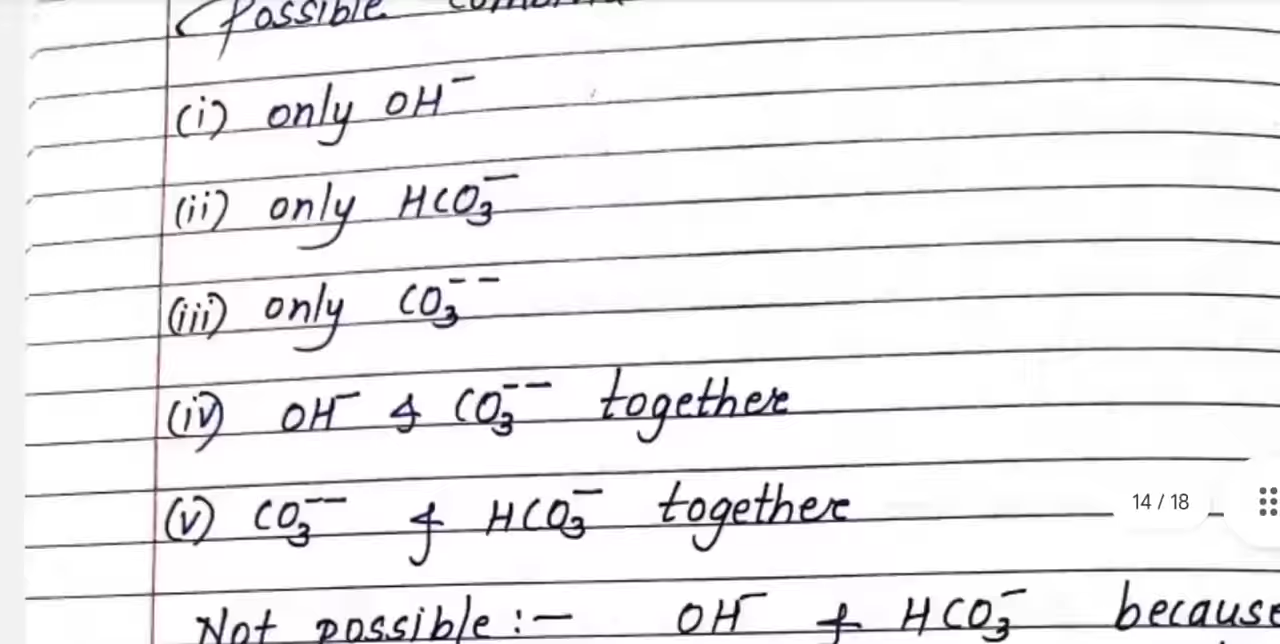 (Possible
(i) only OH⁻
(ii) only HCO₃⁻
(iii) only CO₃⁻⁻
(iv) OH⁻ & CO₃⁻⁻ together
(v) CO₃⁻⁻ & HCO₃⁻ together
14 / 18
Not possible :- OH⁻ + HCO₃⁻ because